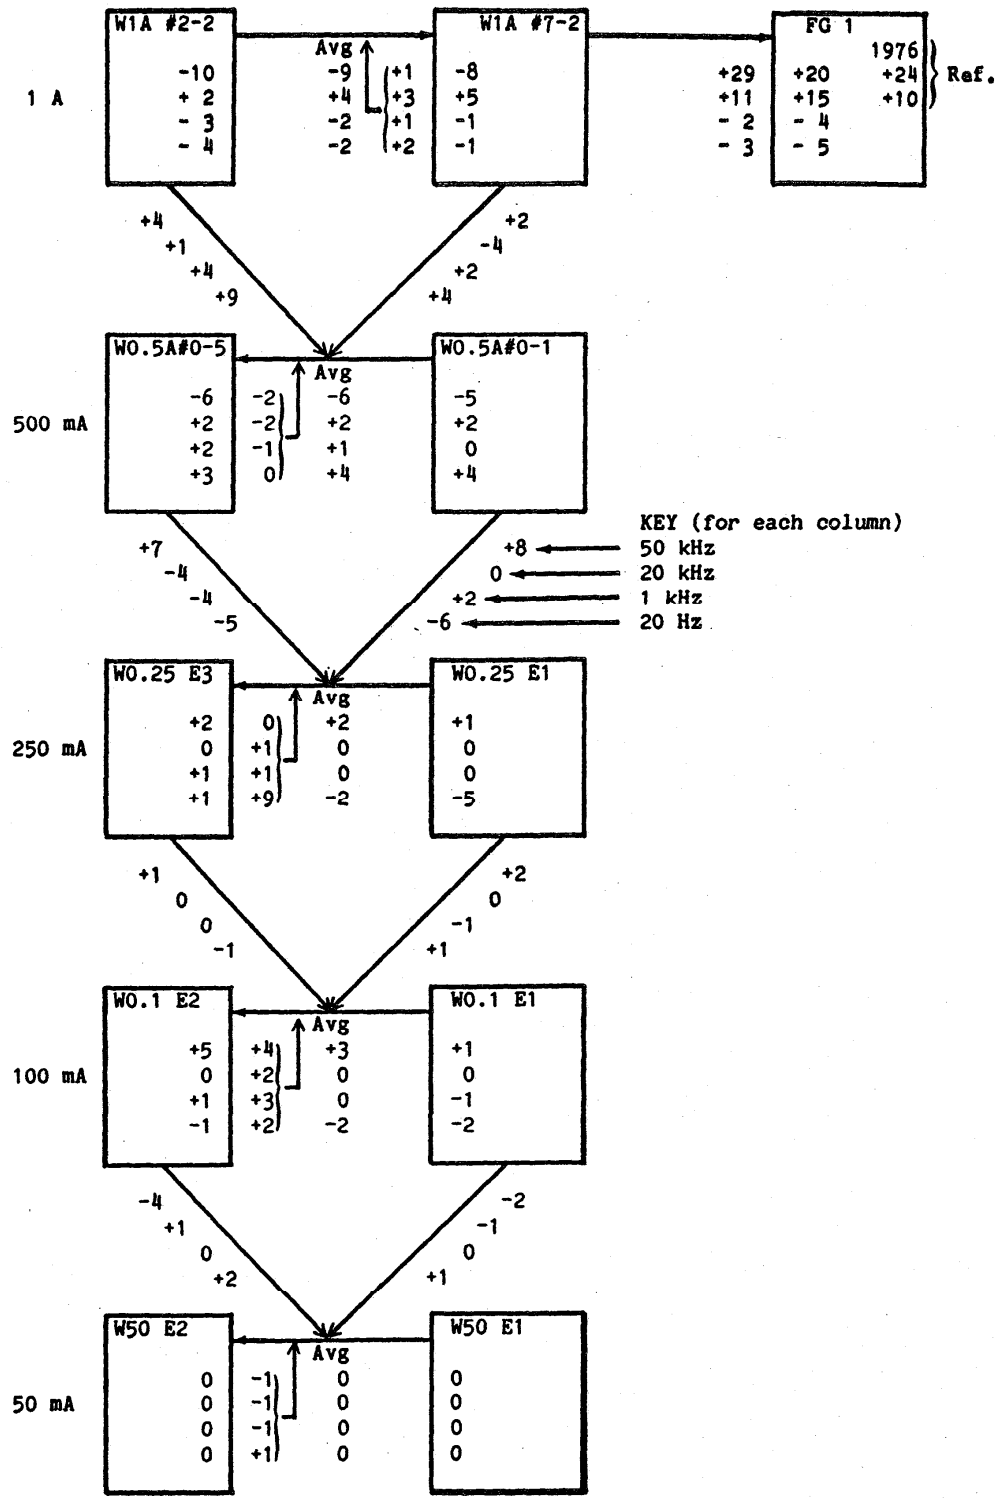 W1A #2-2 W1A #7-2 FG 1
Avg 1976
-10 -9 +1 -8 +29 +20 +24 Ref.
1 A + 2 +4 +3 +5 +11 +15 +10
- 3 -2 +1 -1 - 2 - 4
- 4 -2 +2 -1 - 3 - 5
+4 +2
+1 -4
+4 +2
+9 +4
W0.5A#0-5 W0.5A#0-1
Avg
-6 -2 -6 -5
500 mA +2 -2 +2 +2
+2 -1 +1 0
+3 0 +4 +4
KEY (for each column)
+7 +8 50 kHz
-4 0 20 kHz
-4 +2 1 kHz
-5 -6 20 Hz
W0.25 E3 W0.25 E1
Avg
+2 0 +2 +1
250 mA 0 +1 0 0
+1 +1 0 0
+1 +9 -2 -5
+1 +2
0 0
0 -1
-1 +1
W0.1 E2 W0.1 E1
Avg
+5 +4 +3 +1
100 mA 0 +2 0 0
+1 +3 0 -1
-1 +2 -2 -2
-4 -2
+1 -1
0 0
+2 +1
W50 E2 W50 E1
Avg
0 -1 0 0
50 mA 0 -1 0 0
0 -1 0 0
0 +1 0 0